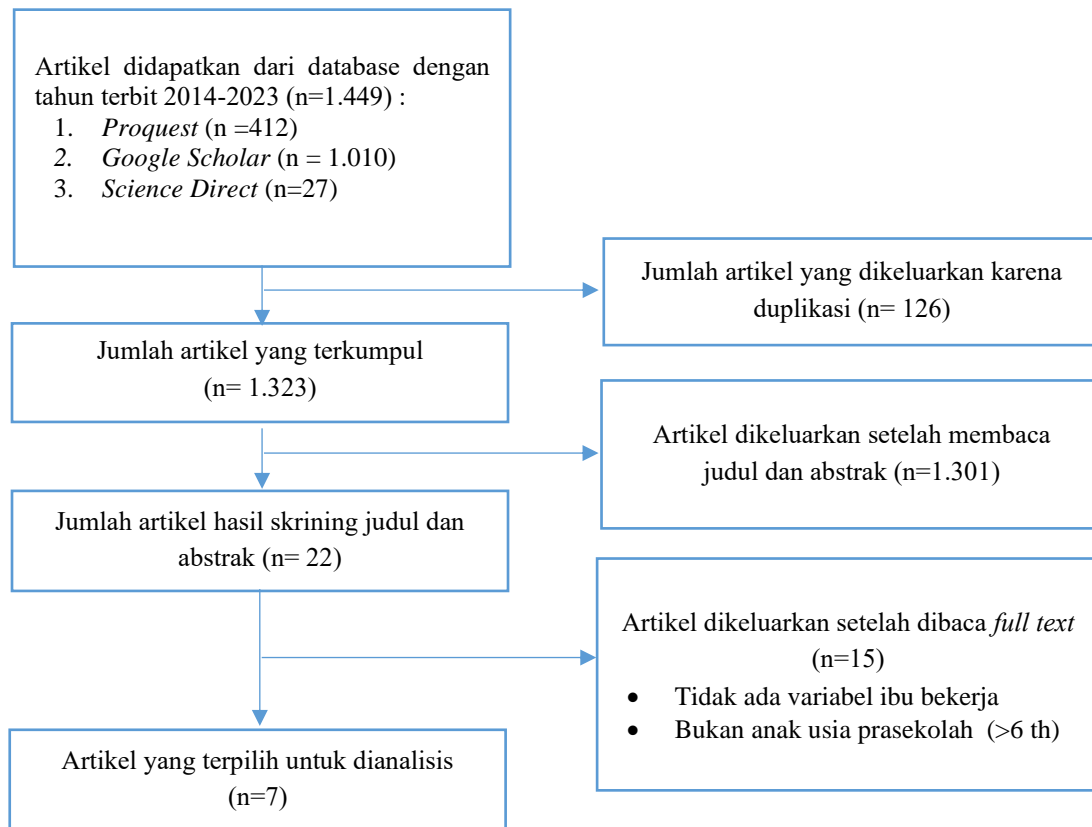 Artikel didapatkan dari database dengan
tahun terbit 2014-2023 (n=1.449) :
1. Proquest (n =412)
2. Google Scholar (n = 1.010)
3. Science Direct (n=27)
Jumlah artikel yang dikeluarkan karena
duplikasi (n= 126)
Jumlah artikel yang terkumpul
(n= 1.323)
Artikel dikeluarkan setelah membaca
judul dan abstrak (n=1.301)
Jumlah artikel hasil skrining judul dan
abstrak (n= 22)
Artikel dikeluarkan setelah dibaca full text
(n=15)
• Tidak ada variabel ibu bekerja
• Bukan anak usia prasekolah (>6 th)
Artikel yang terpilih untuk dianalisis
(n=7)